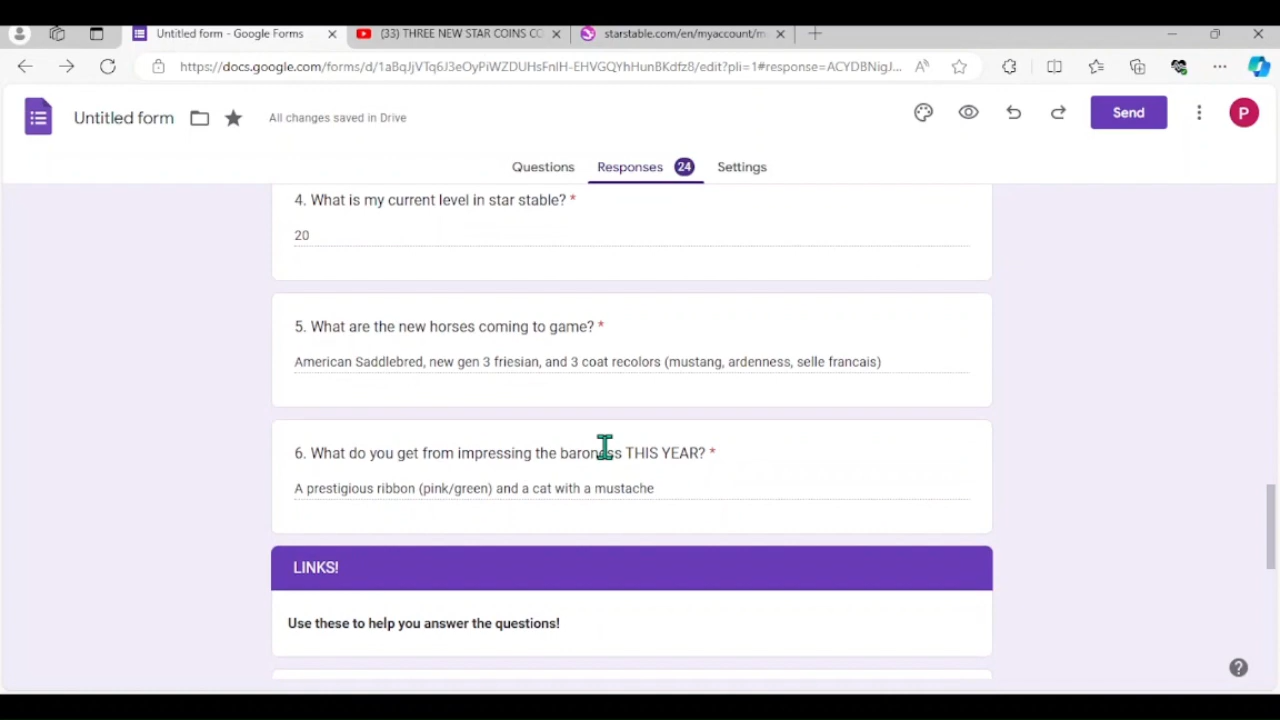 Untitled form - Google Forms
(33) THREE NEW STAR COINS CO
starstable.com/en/myaccount/m
https://docs.google.com/forms/d/1aBqJjVTq6J3eOyPiWZDUHsFnIH-EHVGQYhHunBKdfz8/edit?pli=1#response=ACYDBNigJ...
Untitled form
All changes saved in Drive
Send
P
Questions
Responses 24
Settings
4. What is my current level in star stable? *
20
5. What are the new horses coming to game? *
American Saddlebred, new gen 3 friesian, and 3 coat recolors (mustang, ardenness, selle francais)
6. What do you get from impressing the baroness THIS YEAR? *
A prestigious ribbon (pink/green) and a cat with a mustache
LINKS!
Use these to help you answer the questions!